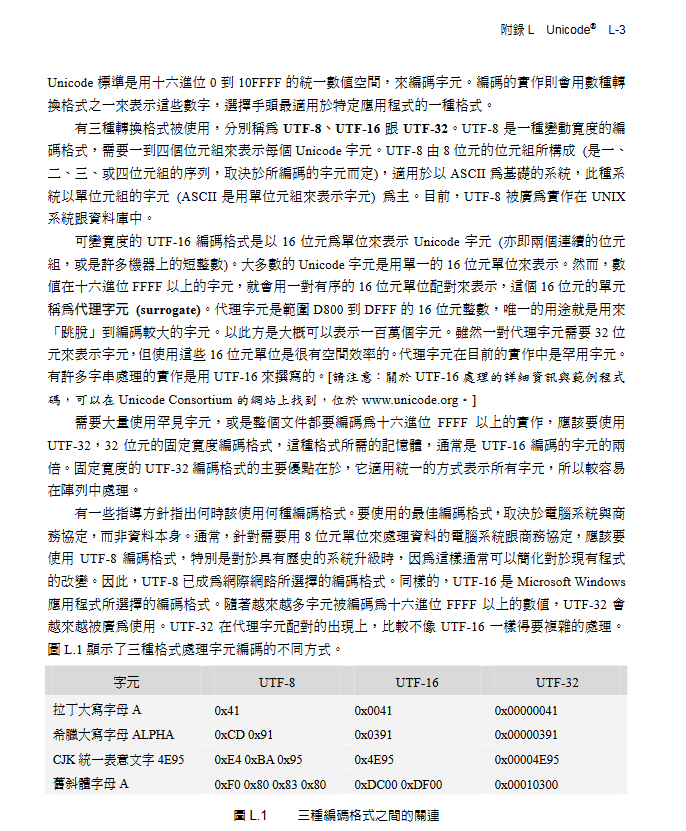 附錄 L Unicode® L-3
Unicode 標準是用十六進位 0 到 10FFFF 的統一數值空間，來編碼字元。編碼的實作則會用數種轉
換格式之一來表示這些數字，選擇手頭最適用於特定應用程式的一種格式。
有三種轉換格式被使用，分別稱為 UTF-8、UTF-16 跟 UTF-32。UTF-8 是一種變動寬度的編
碼格式，需要一到四個位元組來表示每個 Unicode 字元。UTF-8 由 8 位元的位元組所構成 (是一、
二、三、或四位元組的序列，取決於所編碼的字元而定)，適用於以 ASCII 為基礎的系統，此種系
統以單位元組的字元 (ASCII 是用單位元組來表示字元) 為主。目前，UTF-8 被廣為實作在 UNIX
系統跟資料庫中。
可變寬度的 UTF-16 編碼格式是以 16 位元為單位來表示 Unicode 字元 (亦即兩個連續的位元
組，或是許多機器上的短整數)。大多數的 Unicode 字元是用單一的 16 位元單位來表示。然而，數
值在十六進位 FFFF 以上的字元，就會用一對有序的 16 位元單位配對來表示，這個 16 位元的單元
稱為代理字元 (surrogate)。代理字元是範圍 D800 到 DFFF 的 16 位元整數，唯一的用途就是用來
「跳脫」到編碼較大的字元。以此方是大概可以表示一百萬個字元。雖然一對代理字元需要 32 位
元來表示字元，但使用這些 16 位元單位是很有空間效率的。代理字元在目前的實作中是罕用字元。
有許多字串處理的實作是用 UTF-16 來撰寫的。[請注意：關於 UTF-16 處理的詳細資訊與範例程式
碼，可以在 Unicode Consortium 的網站上找到，位於 www.unicode.org。]
需要大量使用罕見字元，或是整個文件都要編碼為十六進位 FFFF 以上的實作，應該要使用
UTF-32，32 位元的固定寬度編碼格式，這種格式所需的記憶體，通常是 UTF-16 編碼的字元的兩
倍。固定寬度的 UTF-32 編碼格式的主要優點在於，它適用統一的方式表示所有字元，所以較容易
在陣列中處理。
有一些指導方針指出何時該使用何種編碼格式。要使用的最佳編碼格式，取決於電腦系統與商
務協定，而非資料本身。通常，針對需要用 8 位元單位來處理資料的電腦系統跟商務協定，應該要
使用 UTF-8 編碼格式，特別是對於具有歷史的系統升級時，因為這樣通常可以簡化對於現有程式
的改變。因此，UTF-8 已成為網際網路所選擇的編碼格式。同樣的，UTF-16 是 Microsoft Windows
應用程式所選擇的編碼格式。隨著越來越多字元被編碼為十六進位 FFFF 以上的數值，UTF-32 會
越來越被廣為使用。UTF-32 在代理字元配對的出現上，比較不像 UTF-16 一樣得要複雜的處理。
圖 L.1 顯示了三種格式處理字元編碼的不同方式。
字元 UTF-8 UTF-16 UTF-32
拉丁大寫字母 A 0x41 0x0041 0x00000041
希臘大寫字母 ALPHA 0xCD 0x91 0x0391 0x00000391
CJK 統一表意文字 4E95 0xE4 0xBA 0x95 0x4E95 0x00004E95
舊斜體字母 A 0xF0 0x80 0x83 0x80 0xDC00 0xDF00 0x00010300
圖 L.1 三種編碼格式之間的關連